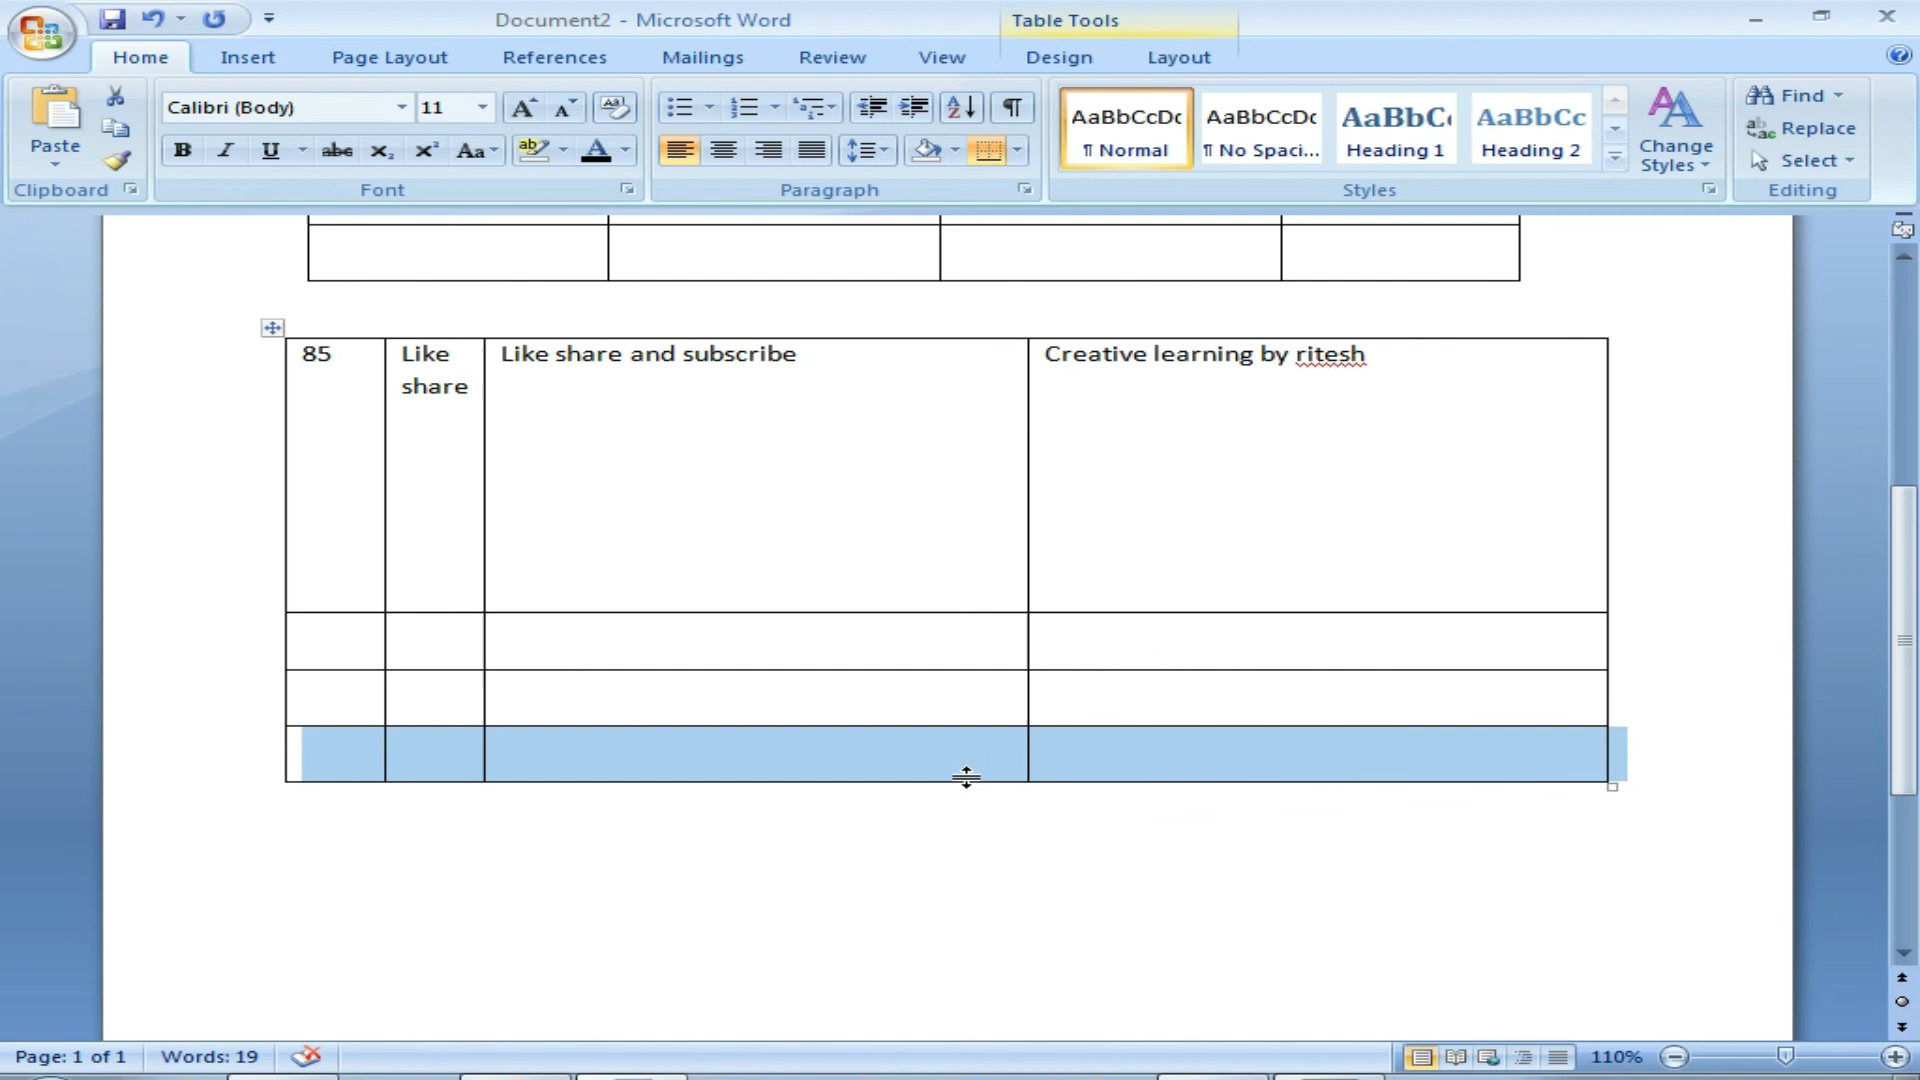 Document2 - Microsoft Word
Table Tools
Home Insert Page Layout References Mailings Review View Design Layout
Paste
Clipboard
Calibri (Body) 11
Font
Paragraph
AaBbCcDc AaBbCcDc AaBbC AaBbCc
¶ Normal ¶ No Spaci... Heading 1 Heading 2
Change
Styles
Styles
Find
Replace
Select
Editing
85 Like Like share and subscribe Creative learning by ritesh
share
Page: 1 of 1 Words: 19 110%